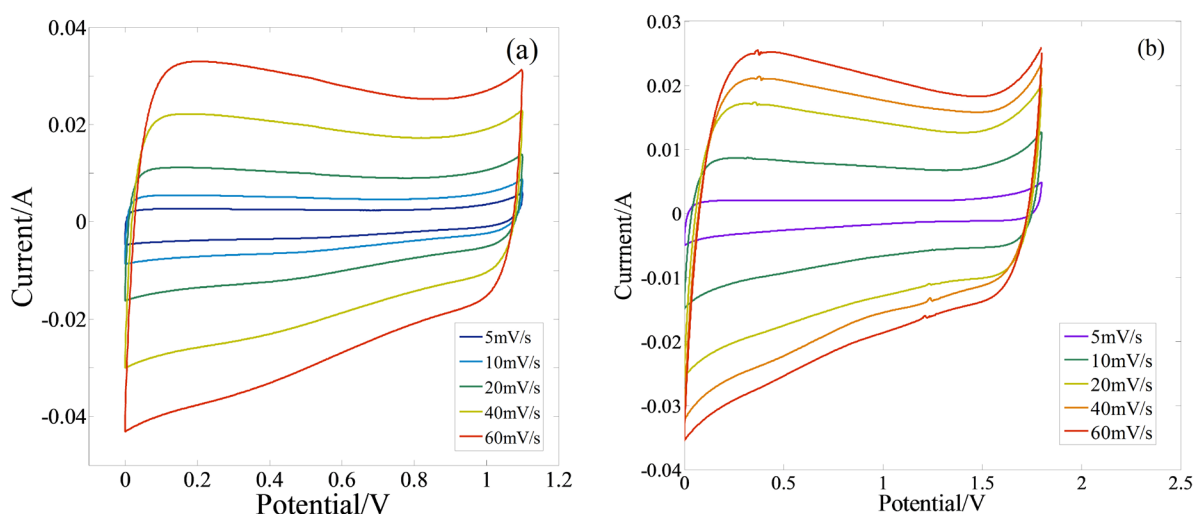 (a)
Current/A
0.04
0.02
0
-0.02
-0.04
0
0.2
0.4
0.6
0.8
1
1.2
Potential/V
5mV/s
10mV/s
20mV/s
40mV/s
60mV/s
(b)
Currnent/A
0.03
0.02
0.01
0
-0.01
-0.02
-0.03
-0.04
0
0.5
1
1.5
2
2.5
Potential/V
5mV/s
10mV/s
20mV/s
40mV/s
60mV/s